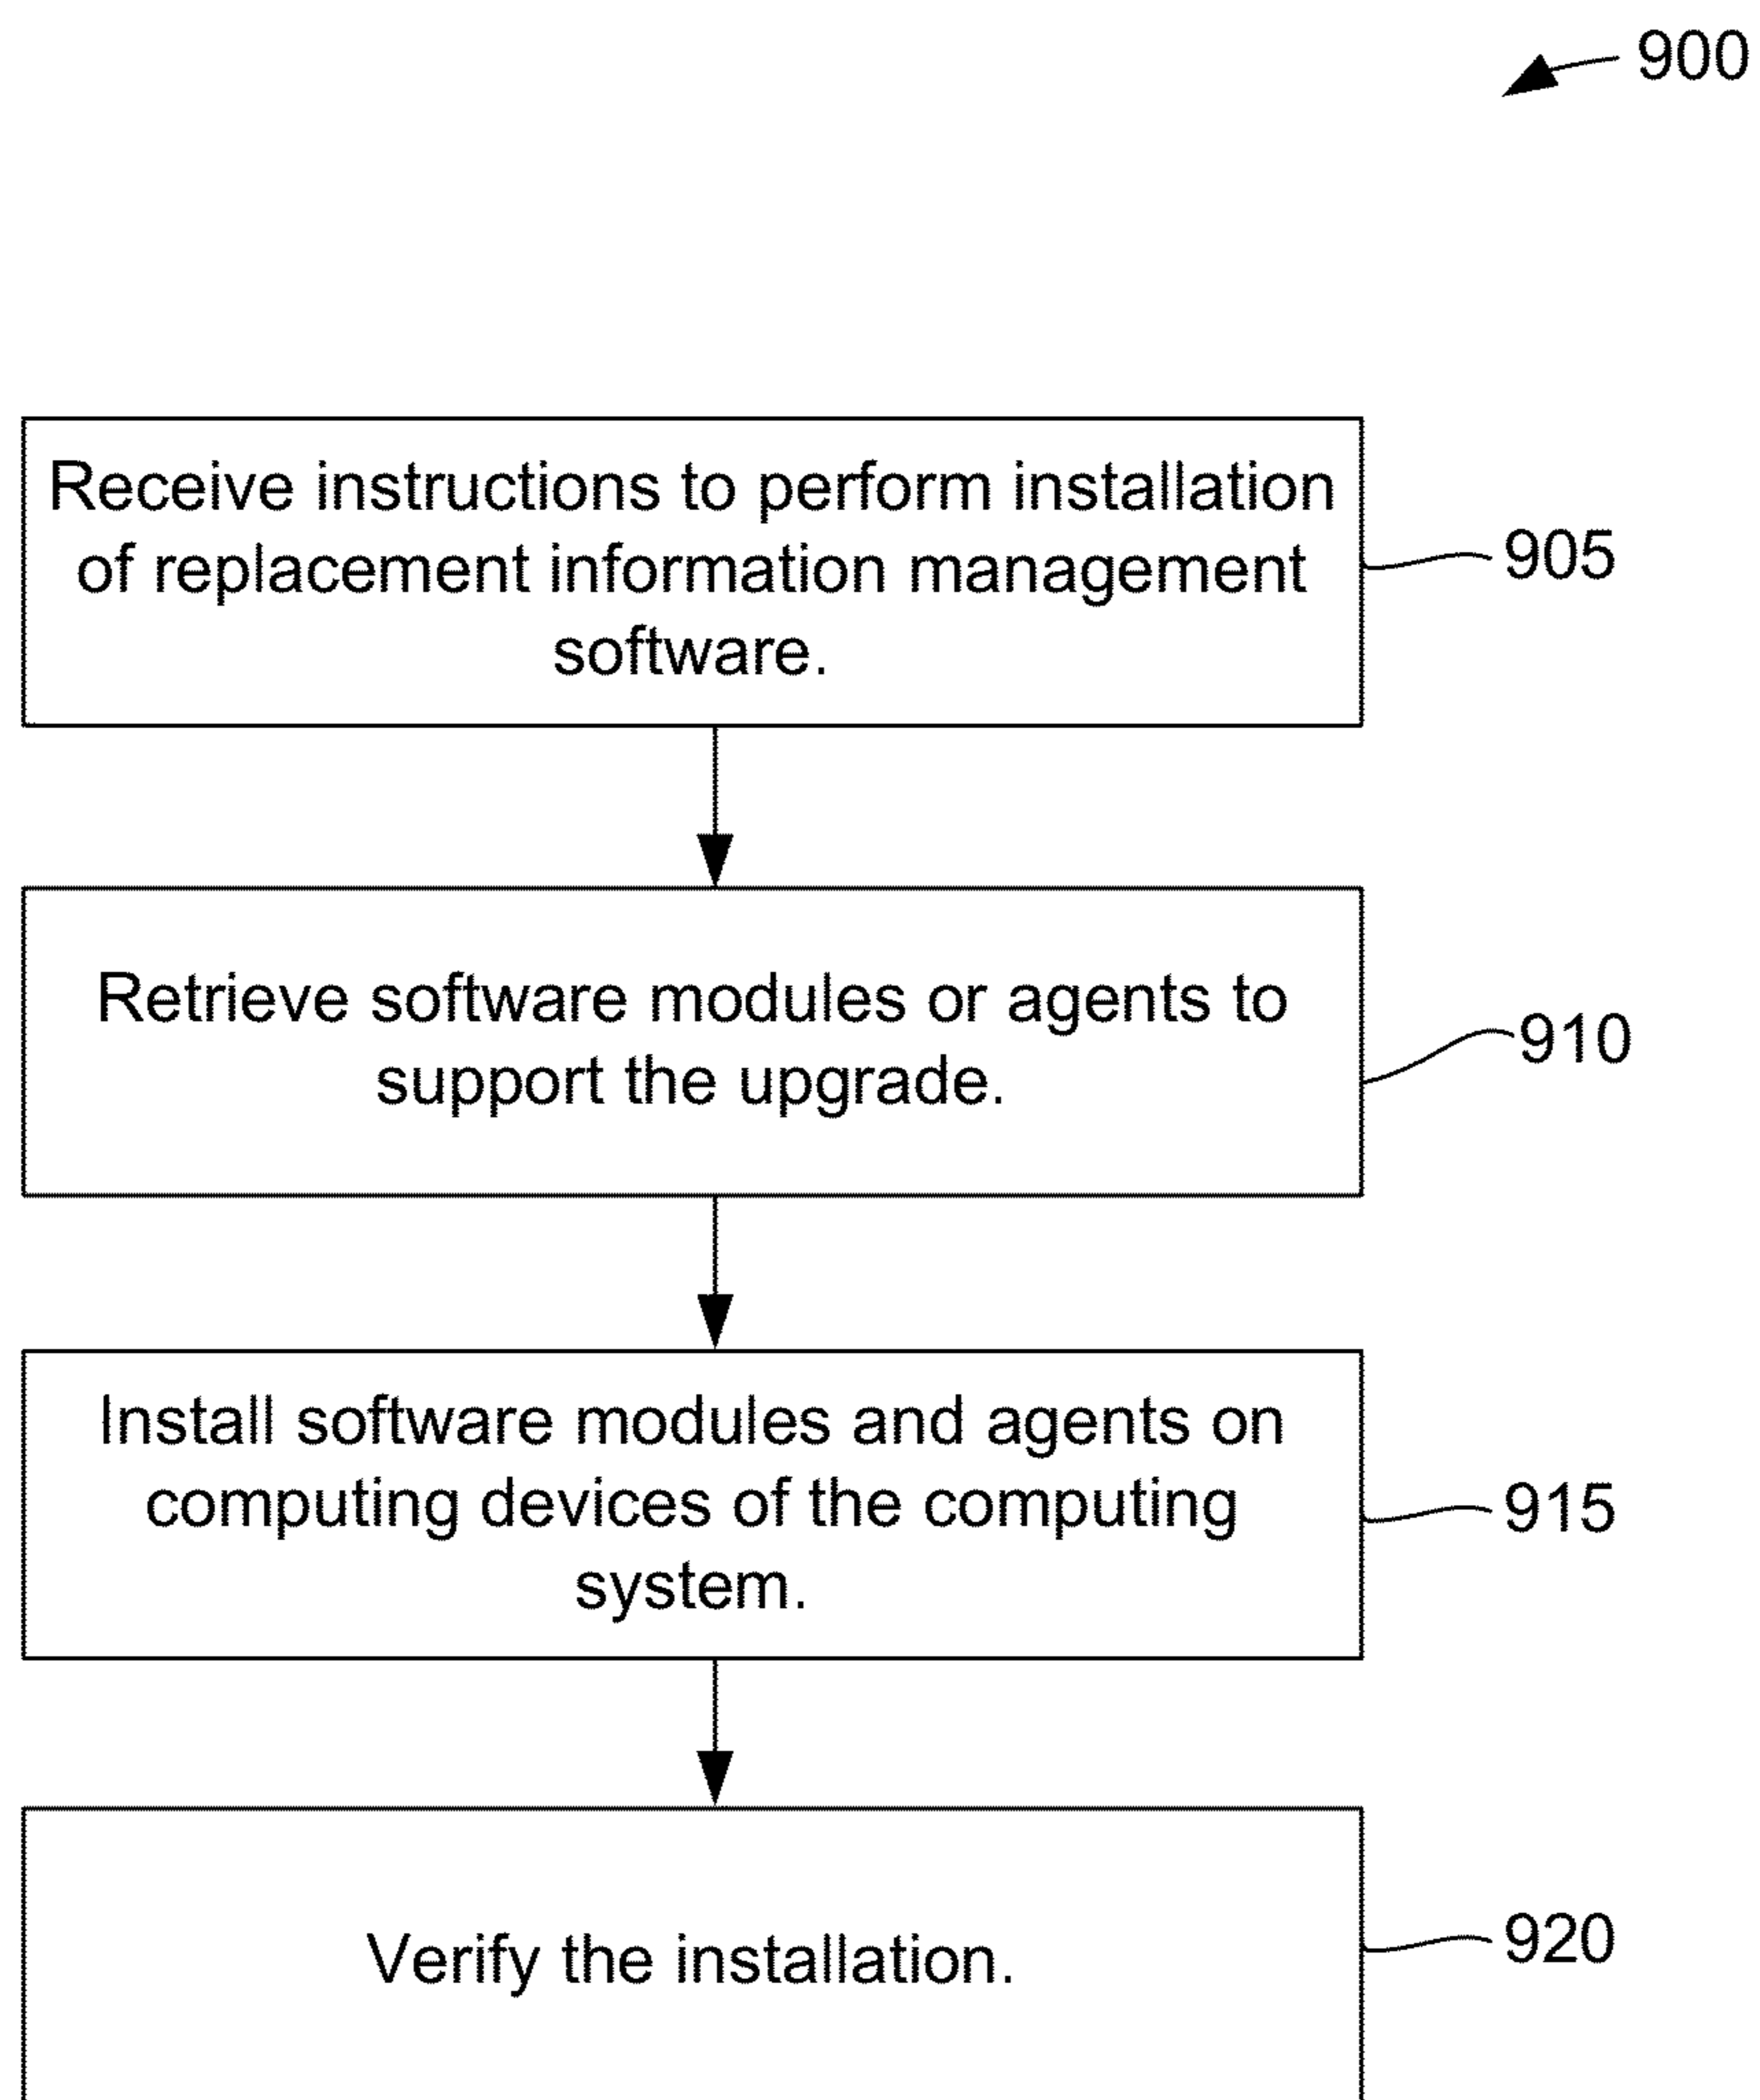 900
Receive instructions to perform installation
of replacement information management
software.
905
Retrieve software modules or agents to
support the upgrade.
910
Install software modules and agents on
computing devices of the computing
system.
915
Verify the installation.
920